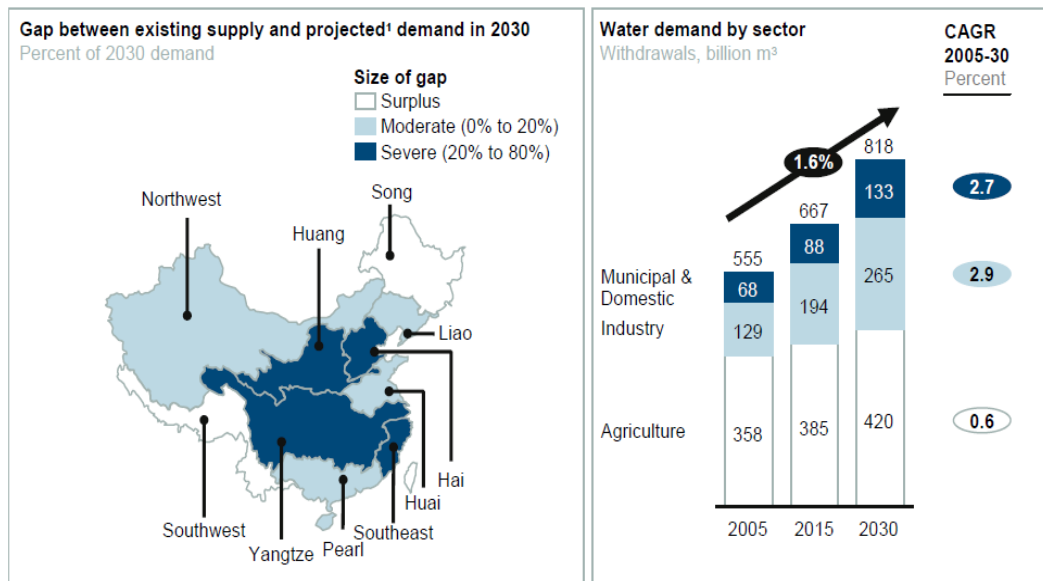 Gap between existing supply and projected¹ demand in 2030
Percent of 2030 demand
Size of gap
Surplus
Moderate (0% to 20%)
Severe (20% to 80%)
Song
Northwest
Huang
Liao
Hai
Huai
Southwest
Southeast
Pearl
Yangtze
Water demand by sector
Withdrawals, billion m³
CAGR
2005-30
Percent
1.6%
818
133
2.7
667
88
555
68
Municipal &
Domestic
265
2.9
194
Industry
129
Agriculture
358
385
420
0.6
2005
2015
2030